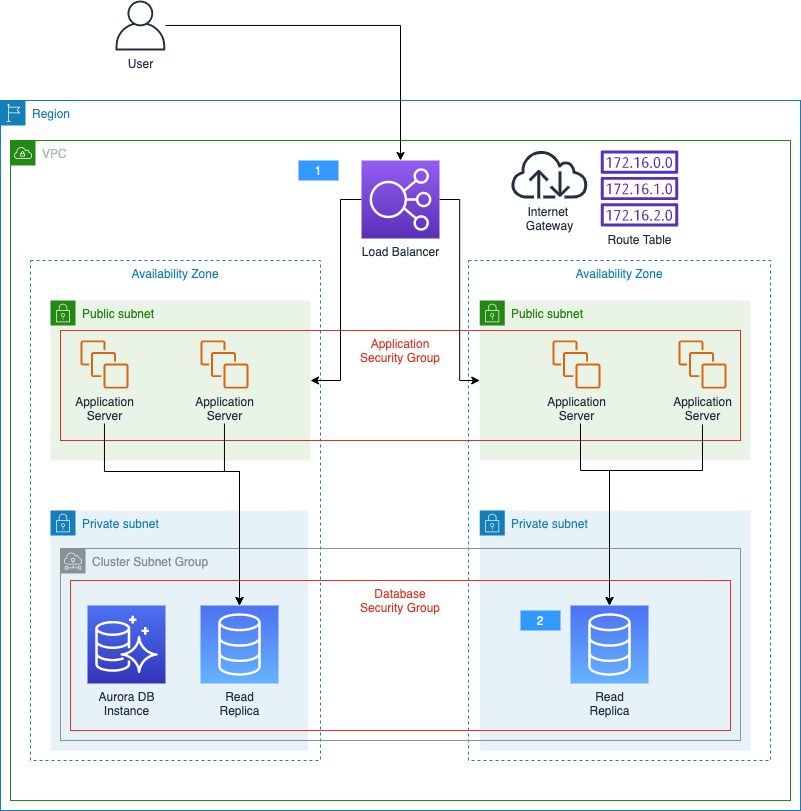 User
Region
VPC
1
172.16.0.0
172.16.1.0
172.16.2.0
Internet
Gateway
Route Table
Load Balancer
Availability Zone
Availability Zone
Public subnet
Public subnet
Application
Security Group
Application
Server
Application
Server
Application
Server
Application
Server
Private subnet
Private subnet
Cluster Subnet Group
Database
Security Group
2
Aurora DB
Instance
Read
Replica
Read
Replica